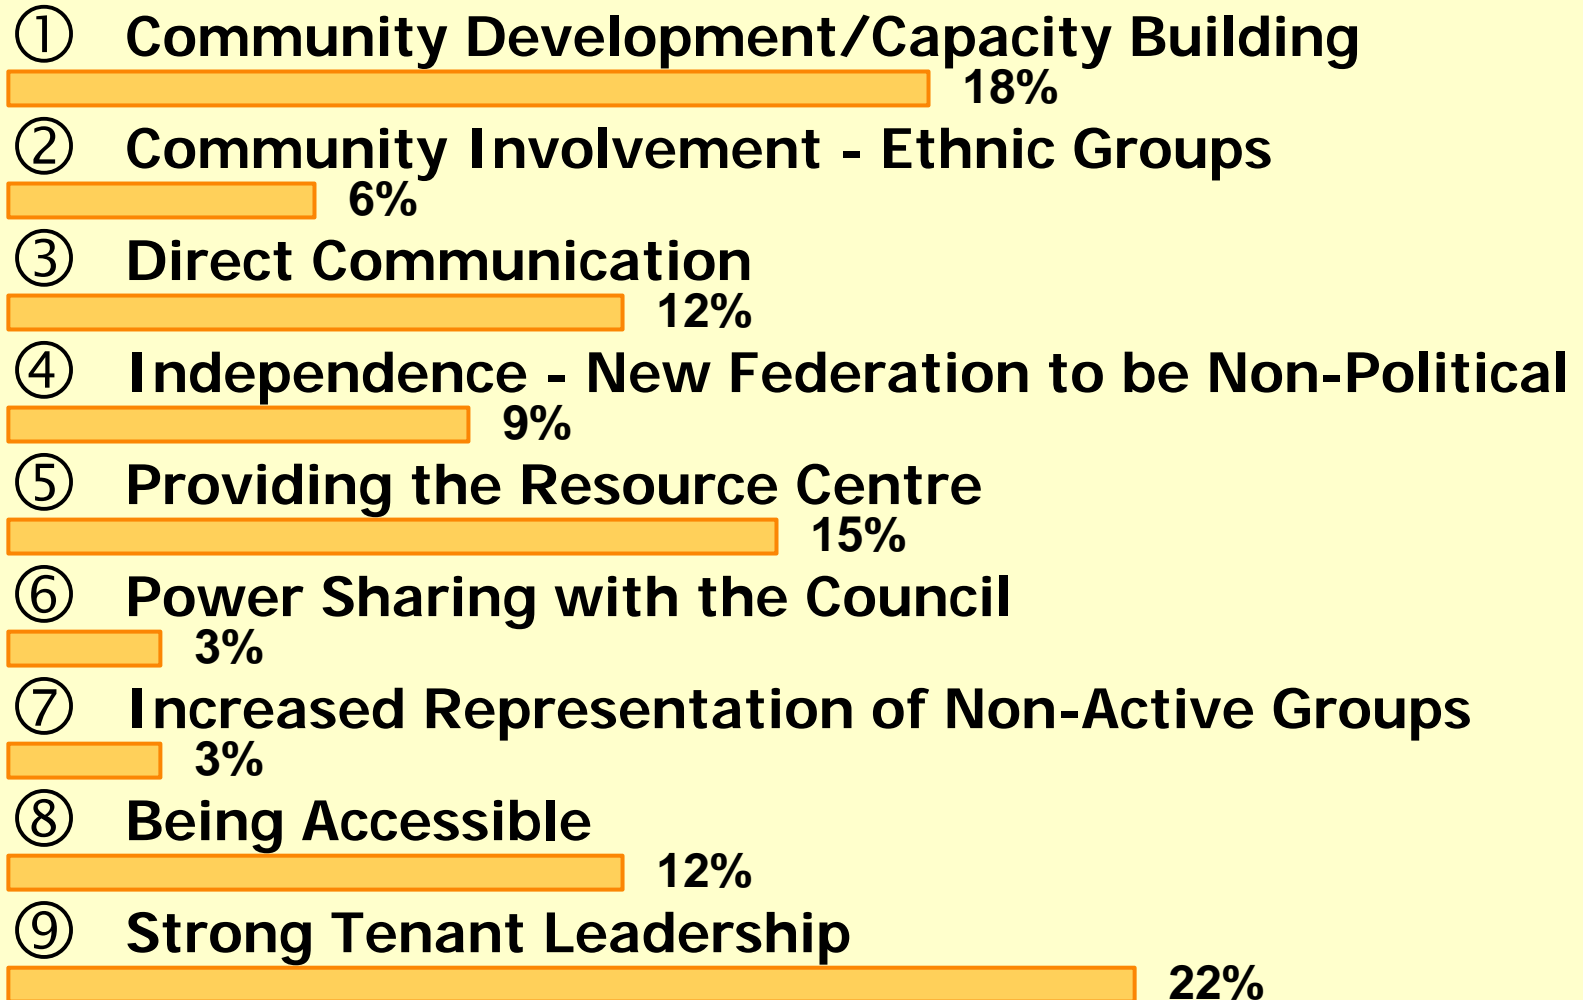 ① Community Development/Capacity Building
18%
② Community Involvement - Ethnic Groups
6%
③ Direct Communication
12%
④ Independence - New Federation to be Non-Political
9%
⑤ Providing the Resource Centre
15%
⑥ Power Sharing with the Council
3%
⑦ Increased Representation of Non-Active Groups
3%
⑧ Being Accessible
12%
⑨ Strong Tenant Leadership
22%